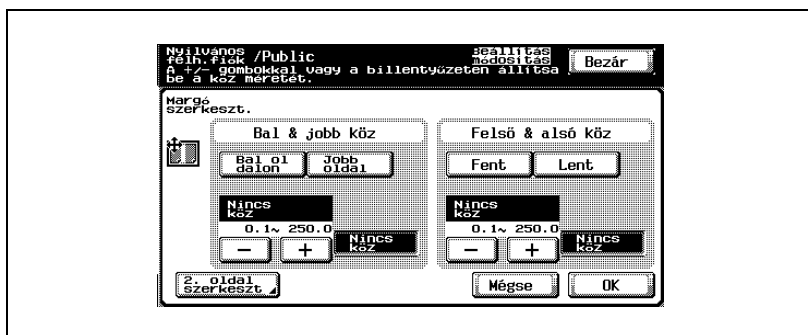 Nyilvános
felh.fiók /Public
Beállítás
módosítás
Bezár
A +/- gombokkal vagy a billentyűzeten állítsa
be a köz méretét.
Margó
szerkeszt.
Bal & jobb köz
Felső & alsó köz
Bal ol
dalon
Jobb
oldal
Fent
Lent
Nincs
köz
Nincs
köz
0.1~ 250.0
0.1~ 250.0
−
+
Nincs
köz
−
+
Nincs
köz
2. oldal
szerkeszt
Mégse
OK